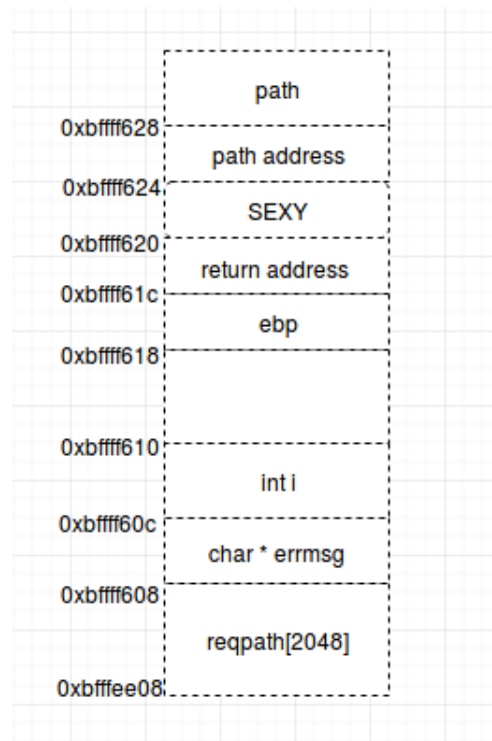 path
0xbffff628
path address
0xbffff624
SEXY
0xbffff620
return address
0xbffff61c
ebp
0xbffff618
0xbffff610
int i
0xbffff60c
char * errmsg
0xbffff608
reqpath[2048]
0xbfffee08